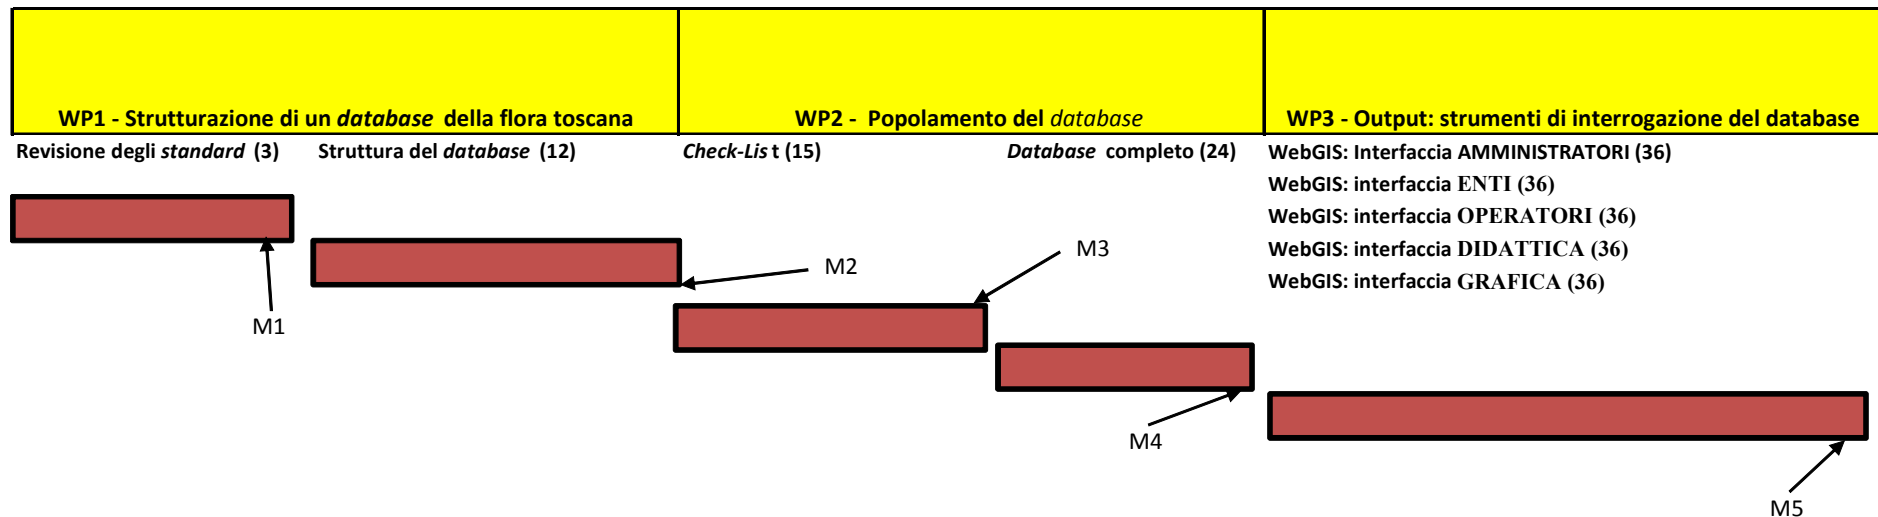 WP1 - Strutturazione di un database della flora toscana
WP2 - Popolamento del database
WP3 - Output: strumenti di interrogazione del database
Revisione degli standard (3)
Struttura del database (12)
Check-Lis t (15)
Database completo (24)
WebGIS: Interfaccia AMMINISTRATORI (36)
WebGIS: interfaccia ENTI (36)
WebGIS: interfaccia OPERATORI (36)
WebGIS: interfaccia DIDATTICA (36)
WebGIS: interfaccia GRAFICA (36)
M1
M2
M3
M4
M5